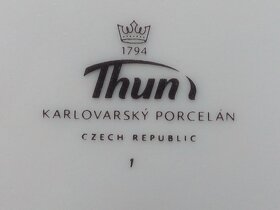 1794
Thun
KARLOVARSKÝ PORCELÁN
CZECH REPUBLIC
1